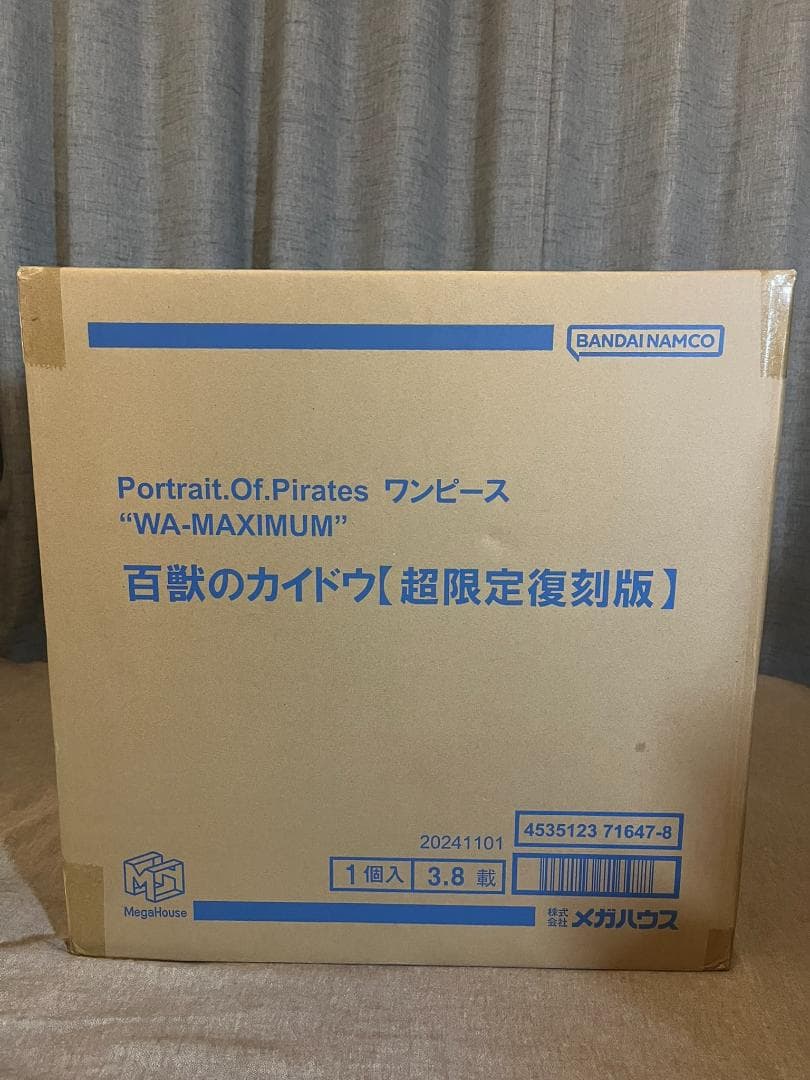 BANDAI NAMCO
Portrait.Of.Pirates ワンピース
“WA-MAXIMUM”
百獣のカイドウ【超限定復刻版】
20241101
4535123 71647-8
1個入 3.8 載
MegaHouse
株式会社 メガハウス